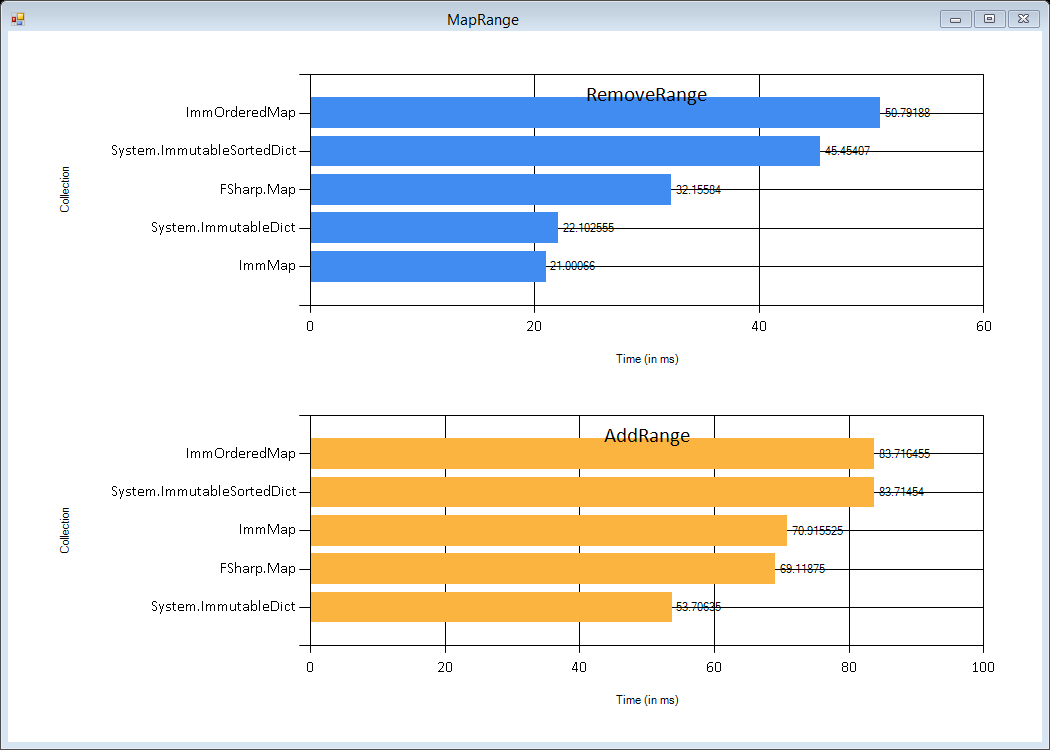 MapRange
RemoveRange
Collection
ImmOrderedMap 50.79188
System.ImmutableSortedDict 45.45407
FSharp.Map 32.15584
System.ImmutableDict 22.102555
ImmMap 21.00066
0 20 40 60
Time (in ms)
AddRange
Collection
ImmOrderedMap 83.716455
System.ImmutableSortedDict 83.71454
ImmMap 70.915525
FSharp.Map 69.11875
System.ImmutableDict 53.70635
0 20 40 60 80 100
Time (in ms)